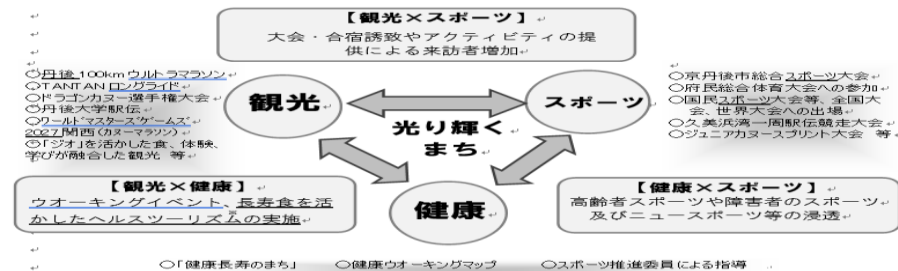 【観光×スポーツ】
大会・合宿誘致やアクティビティの提
供による来訪者増加
○丹後100kmウルトラマラソン
○TANTANロングライド
○ドラゴンカヌー選手権大会
○丹後大学駅伝
○ワールドマスターズゲームズ
2027関西(カヌーマラソン)
○「ジオ」を活かした食、体験、
学びが融合した観光 等
観光
スポーツ
光り輝く
まち
健康
○京丹後市総合スポーツ大会
○府民総合体育大会への参加
○国民スポーツ大会等、全国大
会、世界大会への出場
○久美浜湾一周駅伝競走大会
○ジュニアカヌースプリント大会 等
【観光×健康】
ウオーキングイベント、長寿食を活
かしたヘルスツーリズムの実施
【健康×スポーツ】
高齢者スポーツや障害者のスポーツ
及びニュースポーツ等の浸透
○「健康長寿のまち」 ○健康ウオーキングマップ ○スポーツ推進委員による指導